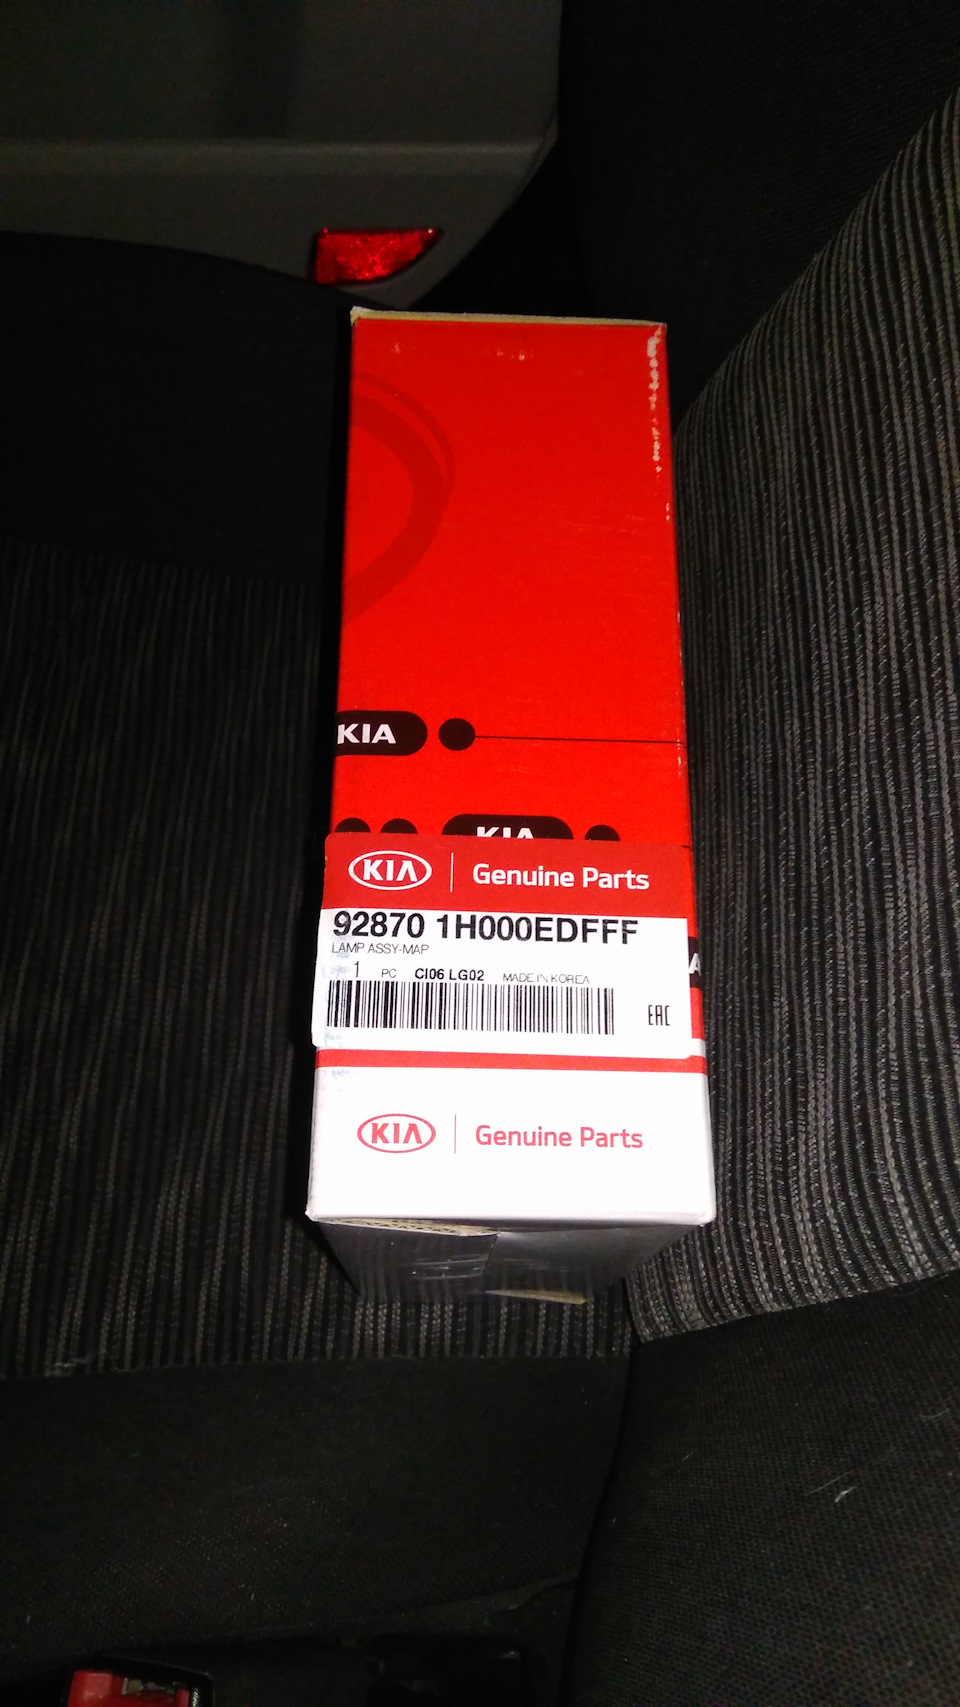 KIA
KIA
KIA Genuine Parts
92870 1H000EDFFF
LAMP ASSY-MAP
1 PC CI06 LG02 MADE IN KOREA
EAC
KIA Genuine Parts